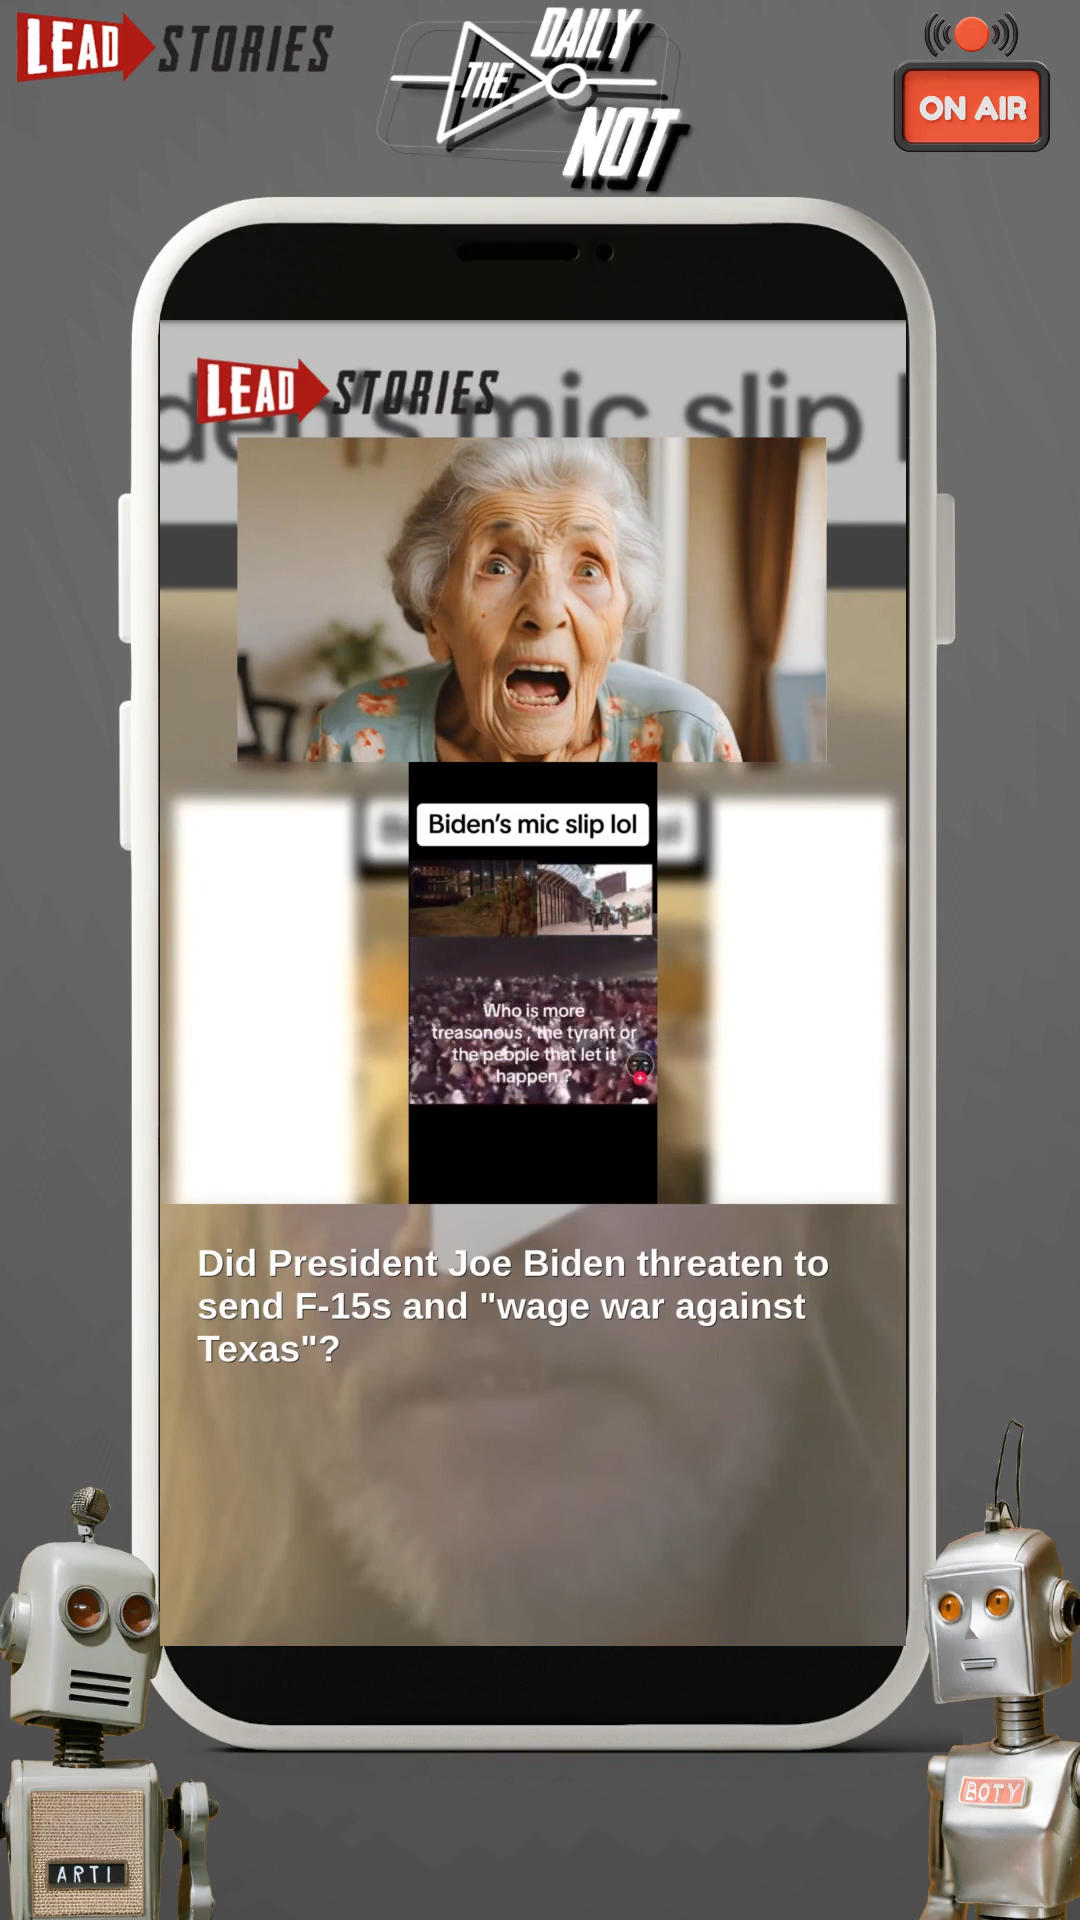 LEAD STORIES
THE DAILY NOT
ON AIR
LEAD STORIES
den's mic slip
Biden's mic slip lol
Who is more
treasonous , the tyrant or
the people that let it
happen ?
Did President Joe Biden threaten to
send F-15s and "wage war against
Texas"?
ARTI
BOTY